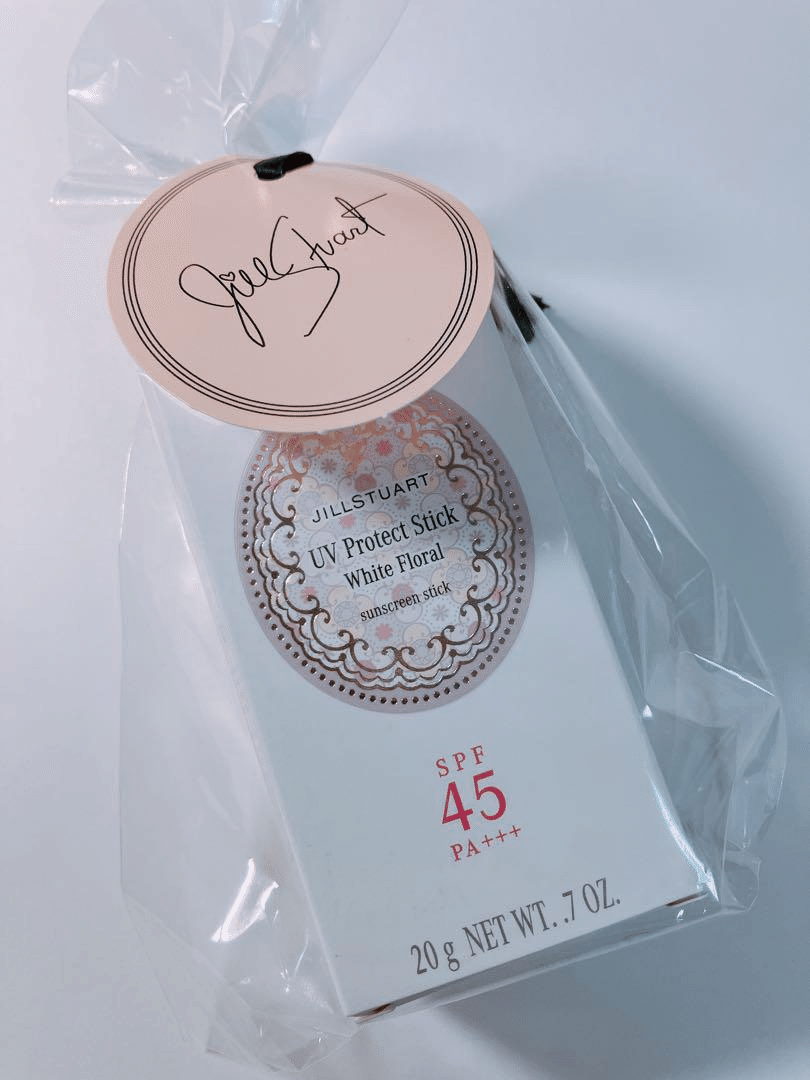 Jill Stuart
JILLSTUART
UV Protect Stick
White Floral
sunscreen stick
SPF
45
PA+++
20 g NET WT. .7 OZ.